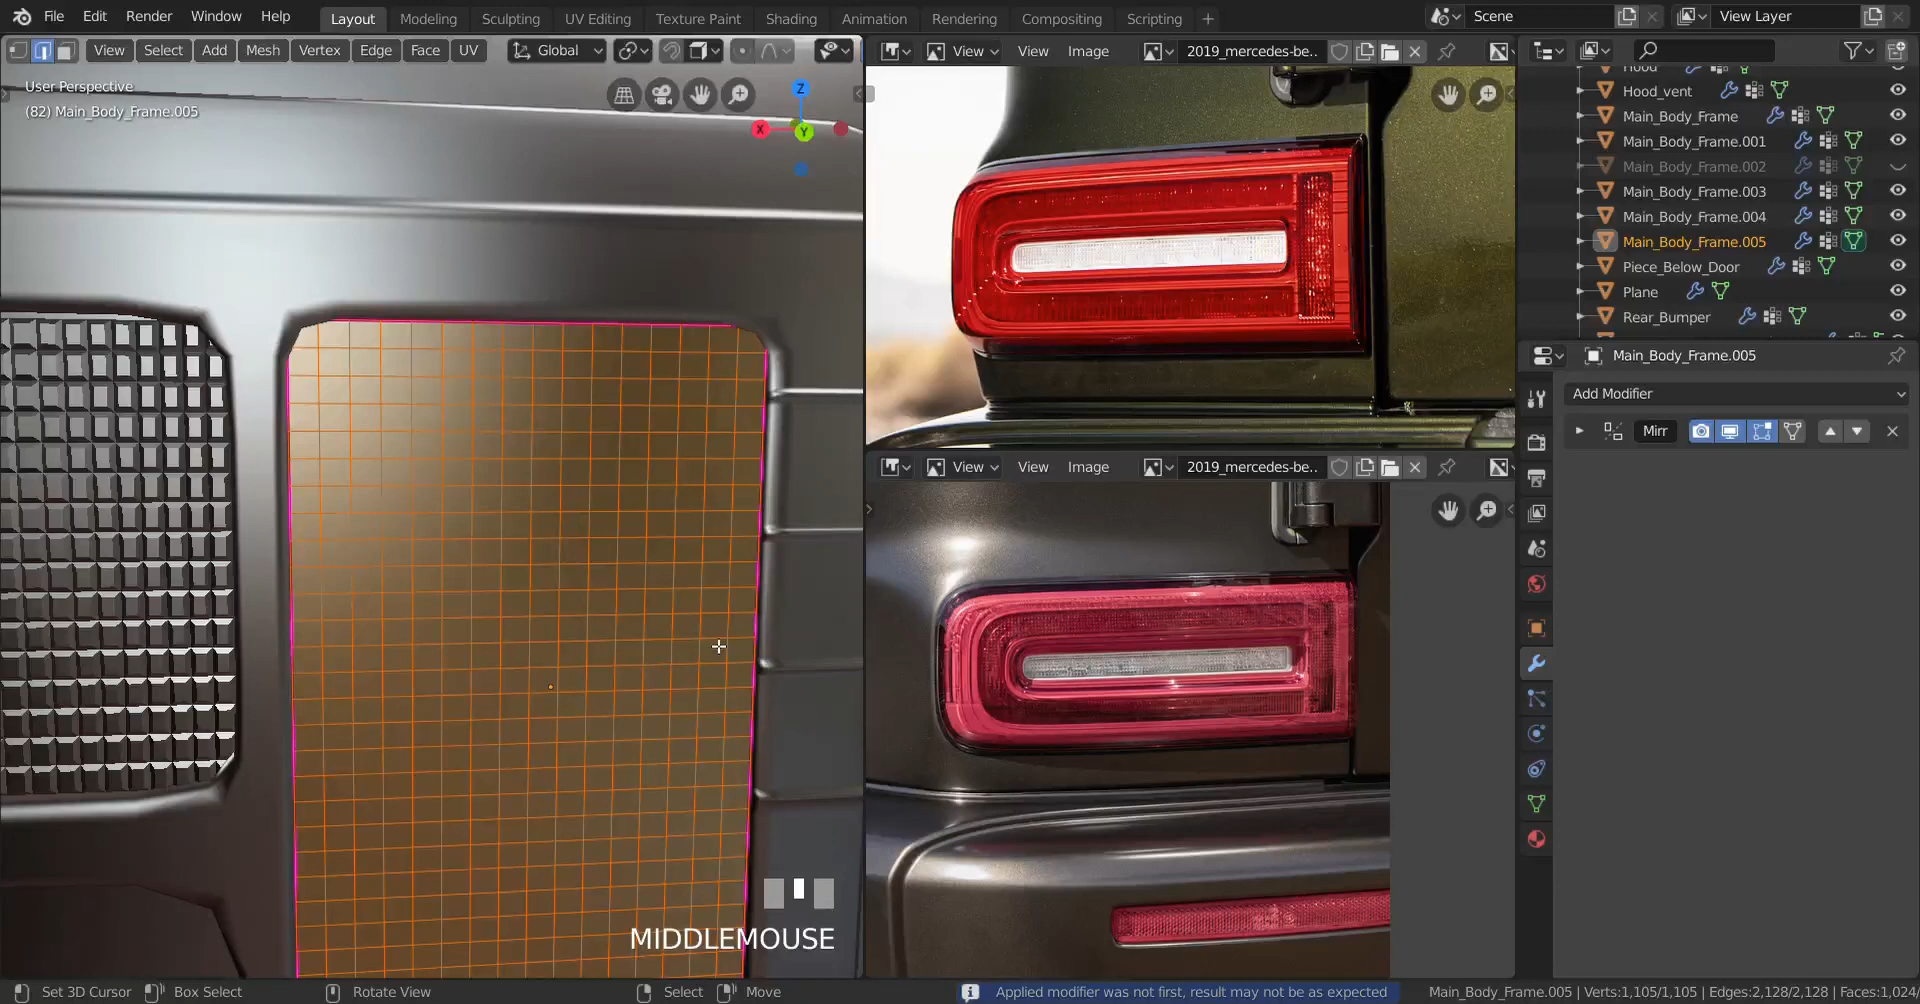 File Edit Render Window Help Layout Modeling Sculpting UV Editing Texture Paint Shading Animation Rendering Compositing Scripting Scene View Layer
View Select Add Mesh Vertex Edge Face UV Global
View View Image 2019_mercedes-be..
User Perspective
(82) Main_Body_Frame.005
Z
X Y
Hood
Hood_vent
Main_Body_Frame
Main_Body_Frame.001
Main_Body_Frame.002
Main_Body_Frame.003
Main_Body_Frame.004
Main_Body_Frame.005
Piece_Below_Door
Plane
Rear_Bumper
Main_Body_Frame.005
Add Modifier
Mirr
View View Image 2019_mercedes-be..
MIDDLEMOUSE
Set 3D Cursor Box Select Rotate View Select Move Applied modifier was not first, result may not be as expected Main_Body_Frame.005 | Verts:1,105/1,105 | Edges:2,128/2,128 | Faces:1,024/